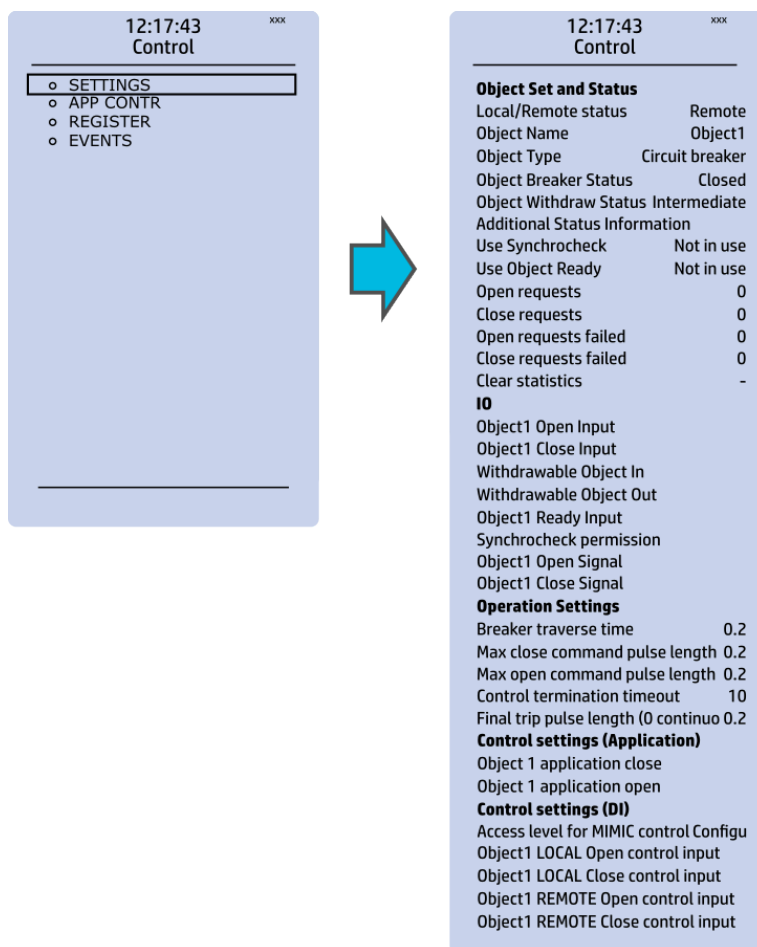 12:17:43 xxx
Control
SETTINGS
APP CONTR
REGISTER
EVENTS
12:17:43 xxx
Control
Object Set and Status
Local/Remote status Remote
Object Name Object1
Object Type Circuit breaker
Object Breaker Status Closed
Object Withdraw Status Intermediate
Additional Status Information
Use Synchrocheck Not in use
Use Object Ready Not in use
Open requests 0
Close requests 0
Open requests failed 0
Close requests failed 0
Clear statistics -
IO
Object1 Open Input
Object1 Close Input
Withdrawable Object In
Withdrawable Object Out
Object1 Ready Input
Synchrocheck permission
Object1 Open Signal
Object1 Close Signal
Operation Settings
Breaker traverse time 0.2
Max close command pulse length 0.2
Max open command pulse length 0.2
Control termination timeout 10
Final trip pulse length (0 continuo 0.2
Control settings (Application)
Object 1 application close
Object 1 application open
Control settings (DI)
Access level for MIMIC control Configu
Object1 LOCAL Open control input
Object1 LOCAL Close control input
Object1 REMOTE Open control input
Object1 REMOTE Close control input